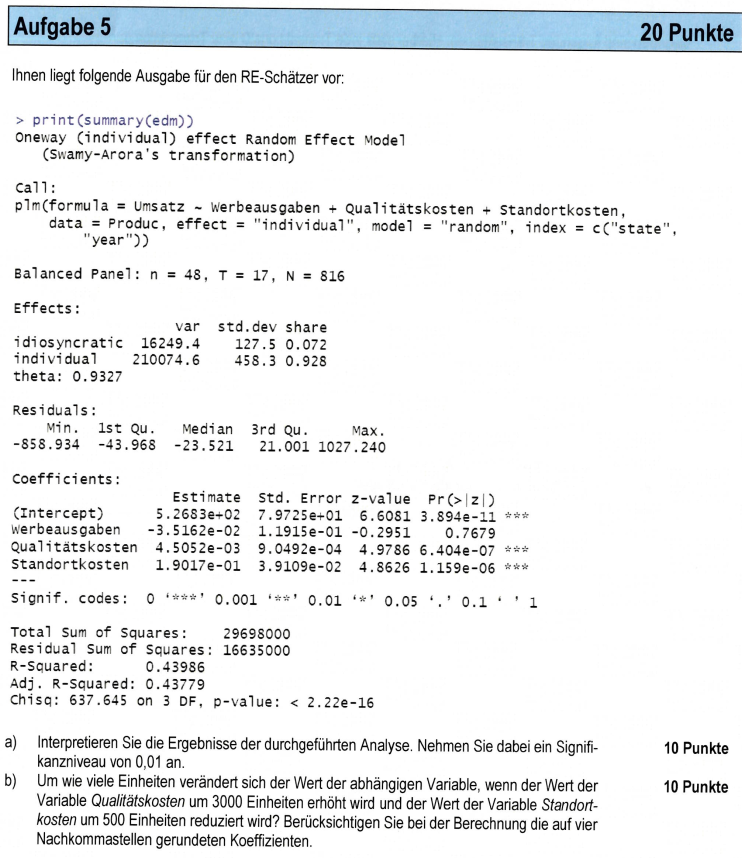 Aufgabe 5 20 Punkte
Ihnen liegt folgende Ausgabe für den RE-Schätzer vor:
> print(summary(edm))
Oneway (individual) effect Random Effect Model
(Swamy-Arora's transformation)
Call:
plm(formula = Umsatz ~ Werbeausgaben + Qualitätskosten + Standortkosten,
data = Produc, effect = "individual", model = "random", index = c("state",
"year"))
Balanced Panel: n = 48, T = 17, N = 816
Effects:
var std.dev share
idiosyncratic 16249.4 127.5 0.072
individual 210074.6 458.3 0.928
theta: 0.9327
Residuals:
Min. 1st Qu. Median 3rd Qu. Max.
-858.934 -43.968 -23.521 21.001 1027.240
Coefficients:
Estimate Std. Error z-value Pr(>|z|)
(Intercept) 5.2683e+02 7.9725e+01 6.6081 3.894e-11 ***
Werbeausgaben -3.5162e-02 1.1915e-01 -0.2951 0.7679
Qualitätskosten 4.5052e-03 9.0492e-04 4.9786 6.404e-07 ***
Standortkosten 1.9017e-01 3.9109e-02 4.8626 1.159e-06 ***
---
Signif. codes: 0 ‘***’ 0.001 ‘**’ 0.01 ‘*’ 0.05 ‘.’ 0.1 ‘ ’ 1
Total Sum of Squares: 29698000
Residual Sum of Squares: 16635000
R-Squared: 0.43986
Adj. R-Squared: 0.43779
Chisq: 637.645 on 3 DF, p-value: < 2.22e-16
a) Interpretieren Sie die Ergebnisse der durchgeführten Analyse. Nehmen Sie dabei ein Signifi- 10 Punkte
kanzniveau von 0,01 an.
b) Um wie viele Einheiten verändert sich der Wert der abhängigen Variable, wenn der Wert der 10 Punkte
Variable Qualitätskosten um 3000 Einheiten erhöht wird und der Wert der Variable Standort-
kosten um 500 Einheiten reduziert wird? Berücksichtigen Sie bei der Berechnung die auf vier
Nachkommastellen gerundeten Koeffizienten.